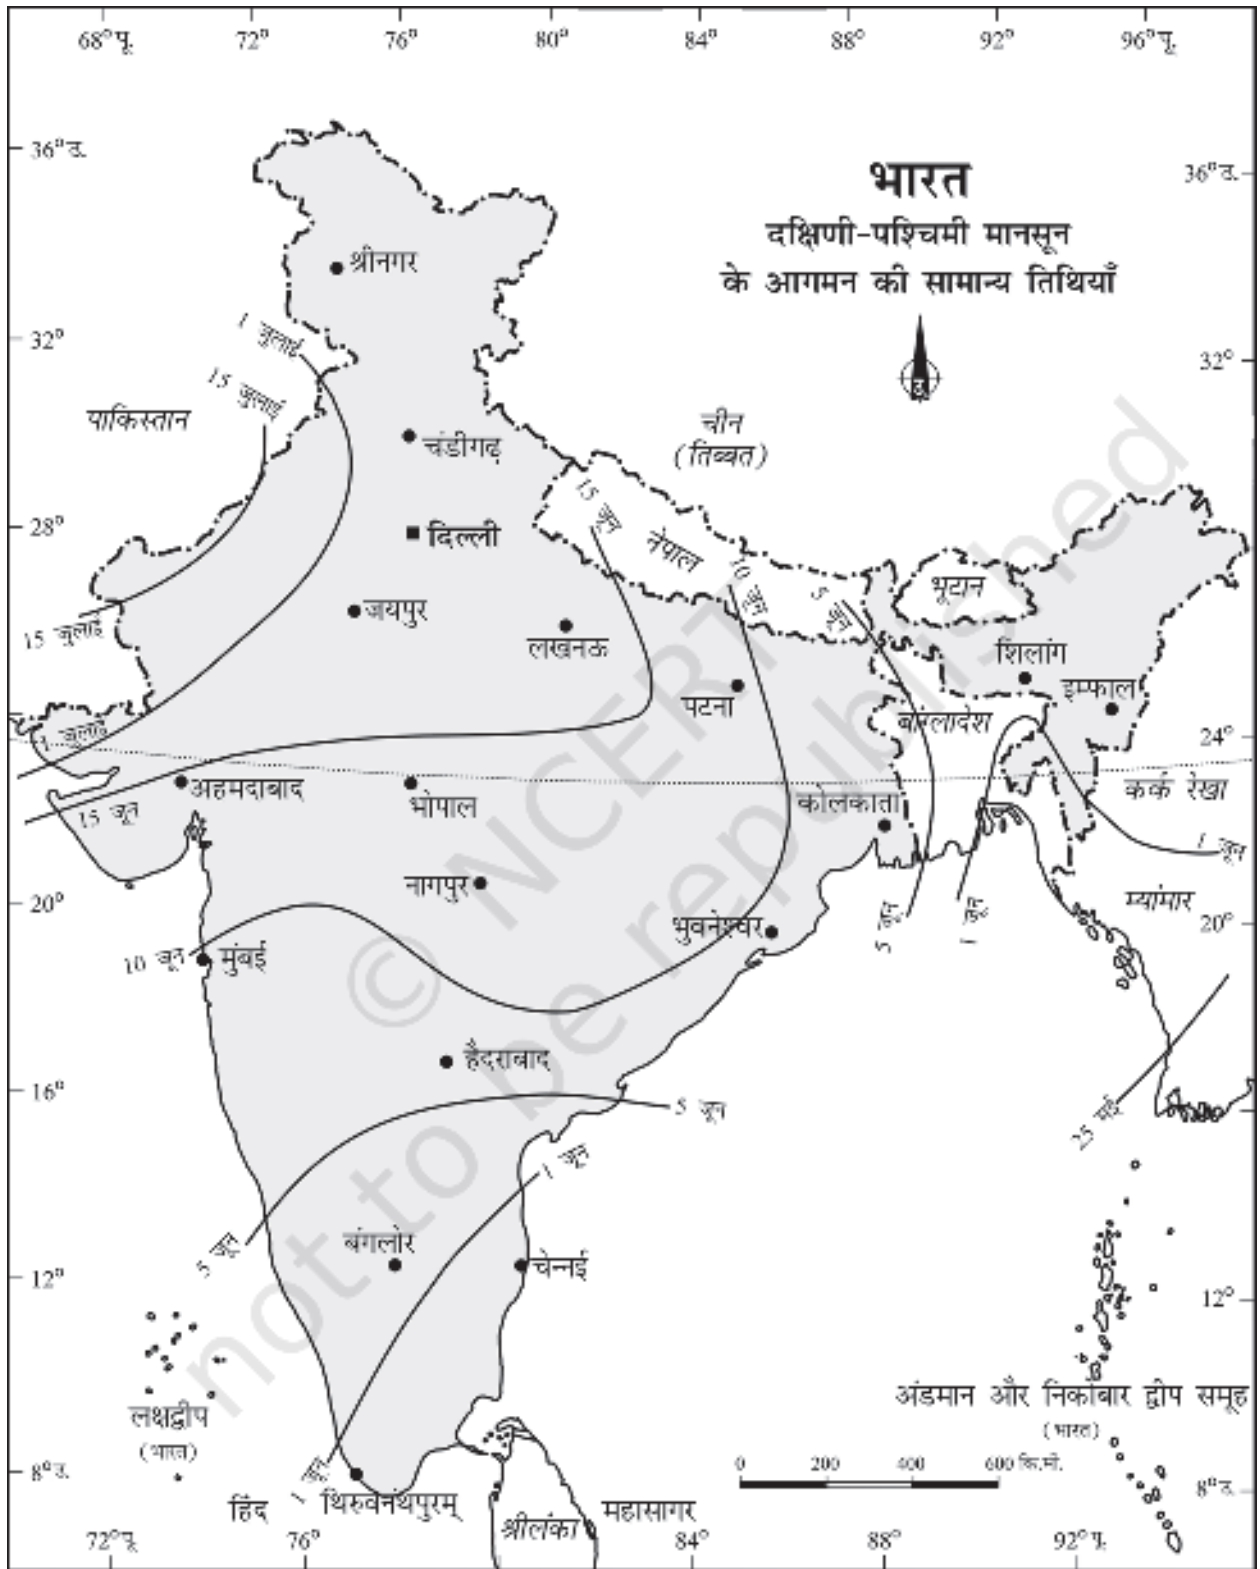 68°पू. 72° 76° 80° 84° 88° 92° 96°पू.
36°उ. 36°उ.
भारत
दक्षिणी-पश्चिमी मानसून
के आगमन की सामान्य तिथियाँ
श्रीनगर
1 जुलाई
32° 32°
15 जुलाई
पाकिस्तान
चीन
(तिब्बत)
उ
चंडीगढ़
15 जून
28° 28°
दिल्ली
नेपाल
10 जून
5 जून
भूटान
जयपुर
15 जुलाई
लखनऊ
शिलांग
पटना
इम्फाल
बांग्लादेश
1 जुलाई
24° 24°
अहमदाबाद
भोपाल
कोलकाता
कर्क रेखा
15 जून
1 जून
नागपुर
20° 20°
म्यांमार
भुवनेश्वर
5 जून
1 जून
10 जून
मुंबई
हैदराबाद
16°
5 जून
25 मई
1 जून
5 जून
बंगलोर
चेन्नई
12° 12°
लक्षद्वीप
(भारत)
अंडमान और निकोबार द्वीप समूह
(भारत)
0 200 400 600 कि.मी.
8°उ. 8°उ.
1 जून
थिरुवनंथपुरम्
हिंद
महासागर
श्रीलंका
72°पू. 76° 84° 88° 92°पू.
© NCERT
not to be republished